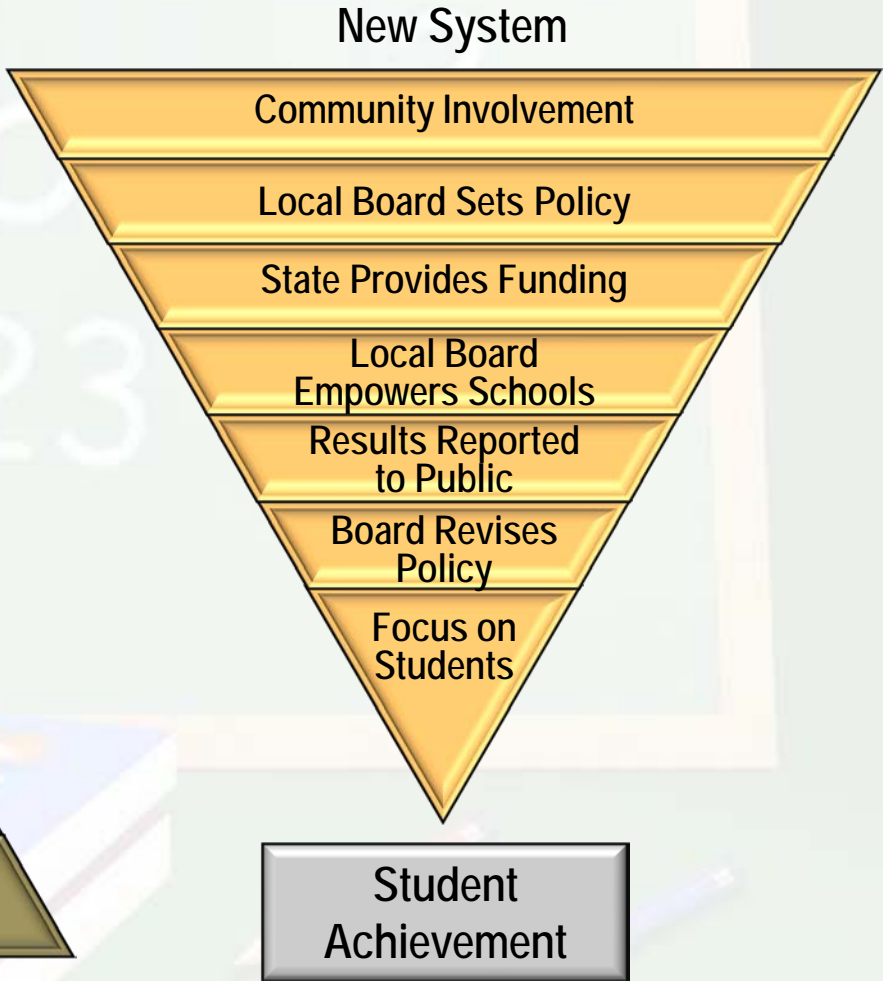 New System
Community Involvement
Local Board Sets Policy
State Provides Funding
Local Board
Empowers Schools
Results Reported
to Public
Board Revises
Policy
Focus on
Students
Student
Achievement